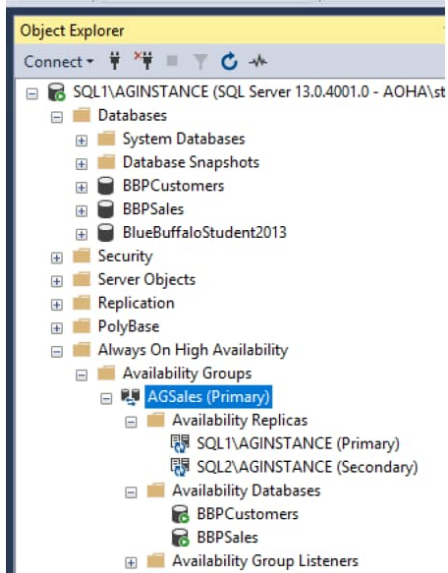 Object Explorer
Connect
SQL1\AGINSTANCE (SQL Server 13.0.4001.0 - AOHA\st
Databases
System Databases
Database Snapshots
BBPCustomers
BBPSales
BlueBuffaloStudent2013
Security
Server Objects
Replication
PolyBase
Always On High Availability
Availability Groups
AGSales (Primary)
Availability Replicas
SQL1\AGINSTANCE (Primary)
SQL2\AGINSTANCE (Secondary)
Availability Databases
BBPCustomers
BBPSales
Availability Group Listeners